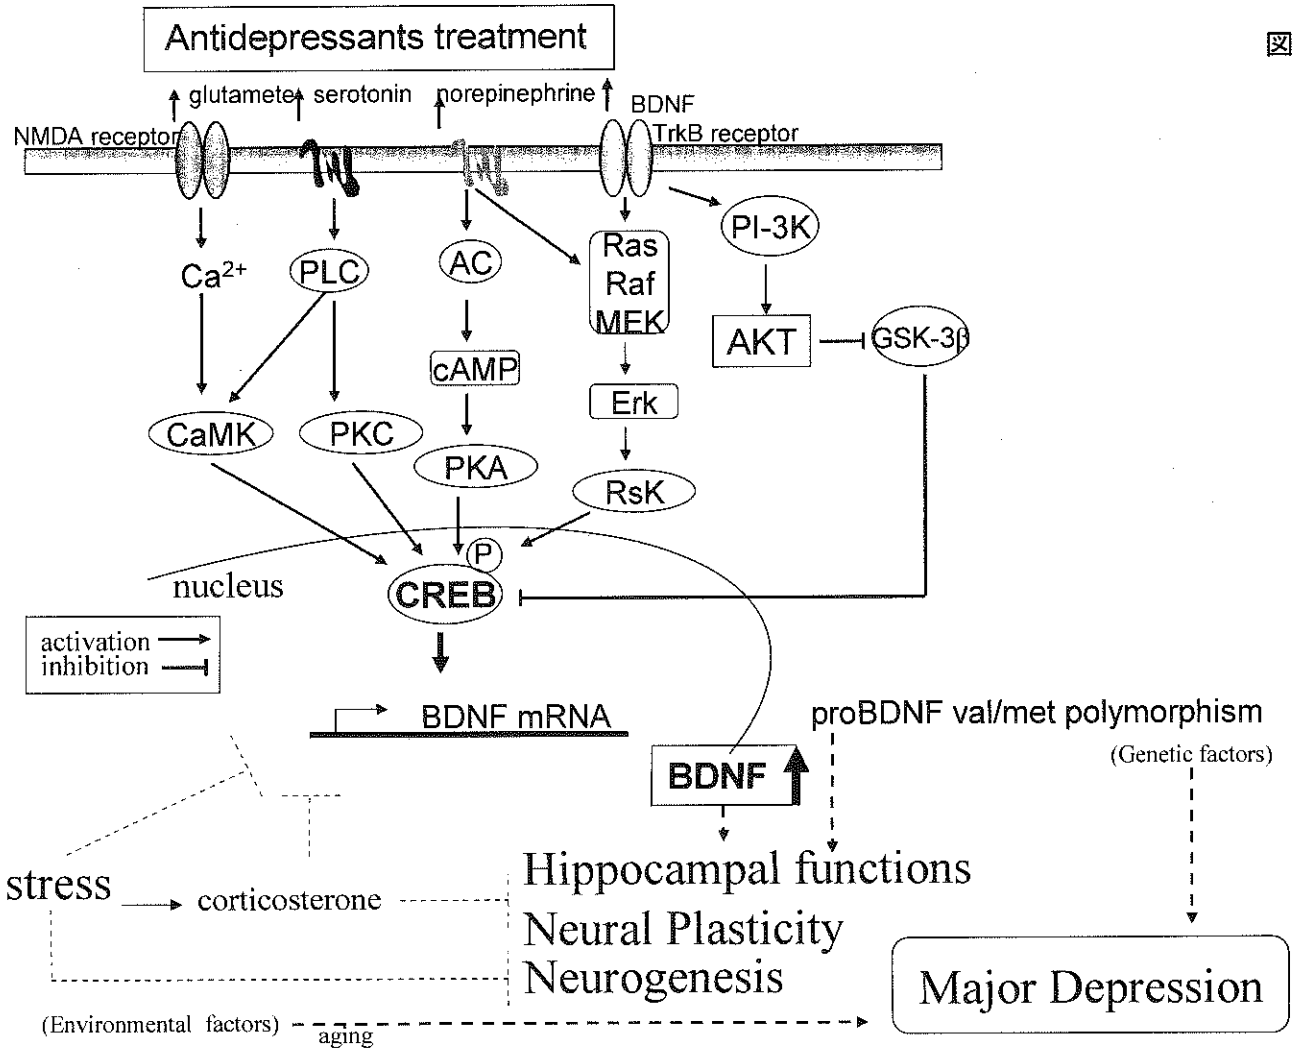 Antidepressants treatment
図
glutamete
serotonin
norepinephrine
BDNF
NMDA receptor
TrkB receptor
PI-3K
Ras
Raf
MEK
Ca²⁺
PLC
AC
AKT
GSK-3β
cAMP
Erk
CaMK
PKC
PKA
RsK
P
nucleus
CREB
activation
inhibition
BDNF mRNA
proBDNF val/met polymorphism
(Genetic factors)
BDNF
Hippocampal functions
stress
corticosterone
Neural Plasticity
Neurogenesis
Major Depression
(Environmental factors)
aging